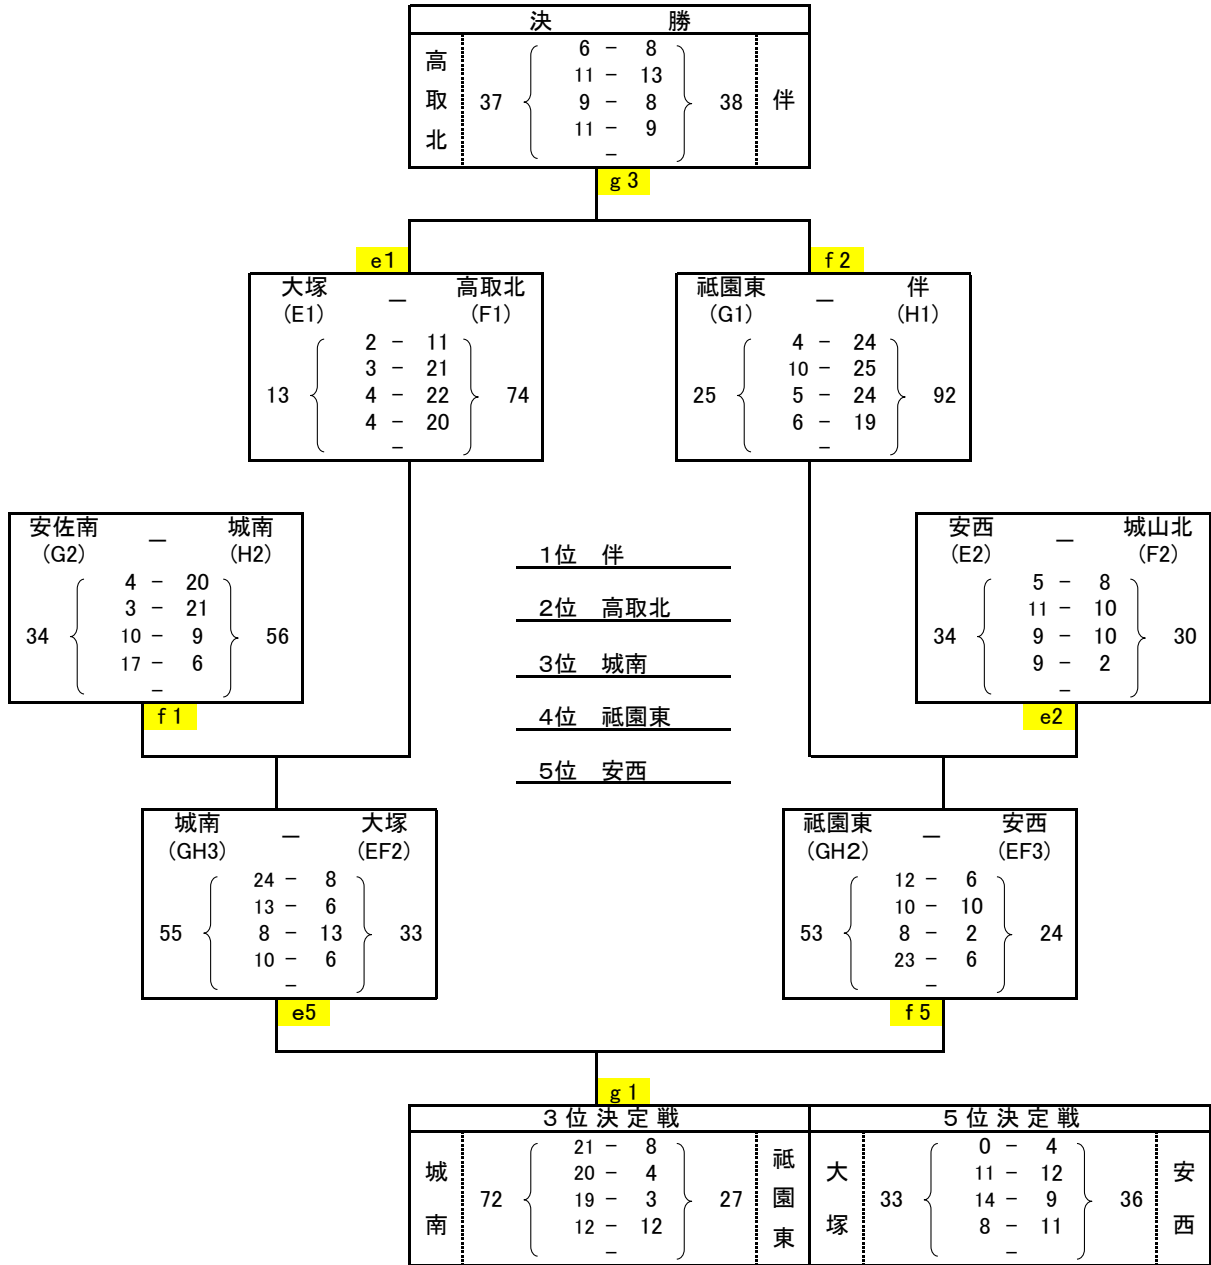 決 勝
高取北 37 38 伴
6 - 8
11 - 13
9 - 8
11 - 9
-
g3
e1
f2
大塚 - 高取北
(E1) (F1)
2 - 11
3 - 21
13 4 - 22 74
4 - 20
-
祗園東 - 伴
(G1) (H1)
4 - 24
10 - 25
25 5 - 24 92
6 - 19
-
安佐南 - 城南
(G2) (H2)
4 - 20
3 - 21
34 10 - 9 56
17 - 6
-
f1
1位 伴
2位 高取北
3位 城南
4位 祗園東
5位 安西
安西 - 城山北
(E2) (F2)
5 - 8
11 - 10
34 9 - 10 30
9 - 2
-
e2
城南 - 大塚
(GH3) (EF2)
24 - 8
13 - 6
55 8 - 13 33
10 - 6
-
e5
祗園東 - 安西
(GH2) (EF3)
12 - 6
10 - 10
53 8 - 2 24
23 - 6
-
f5
g1
3位決定戦
城南 72 27 祗園東
21 - 8
20 - 4
19 - 3
12 - 12
-
5位決定戦
大塚 33 36 安西
0 - 4
11 - 12
14 - 9
8 - 11
-